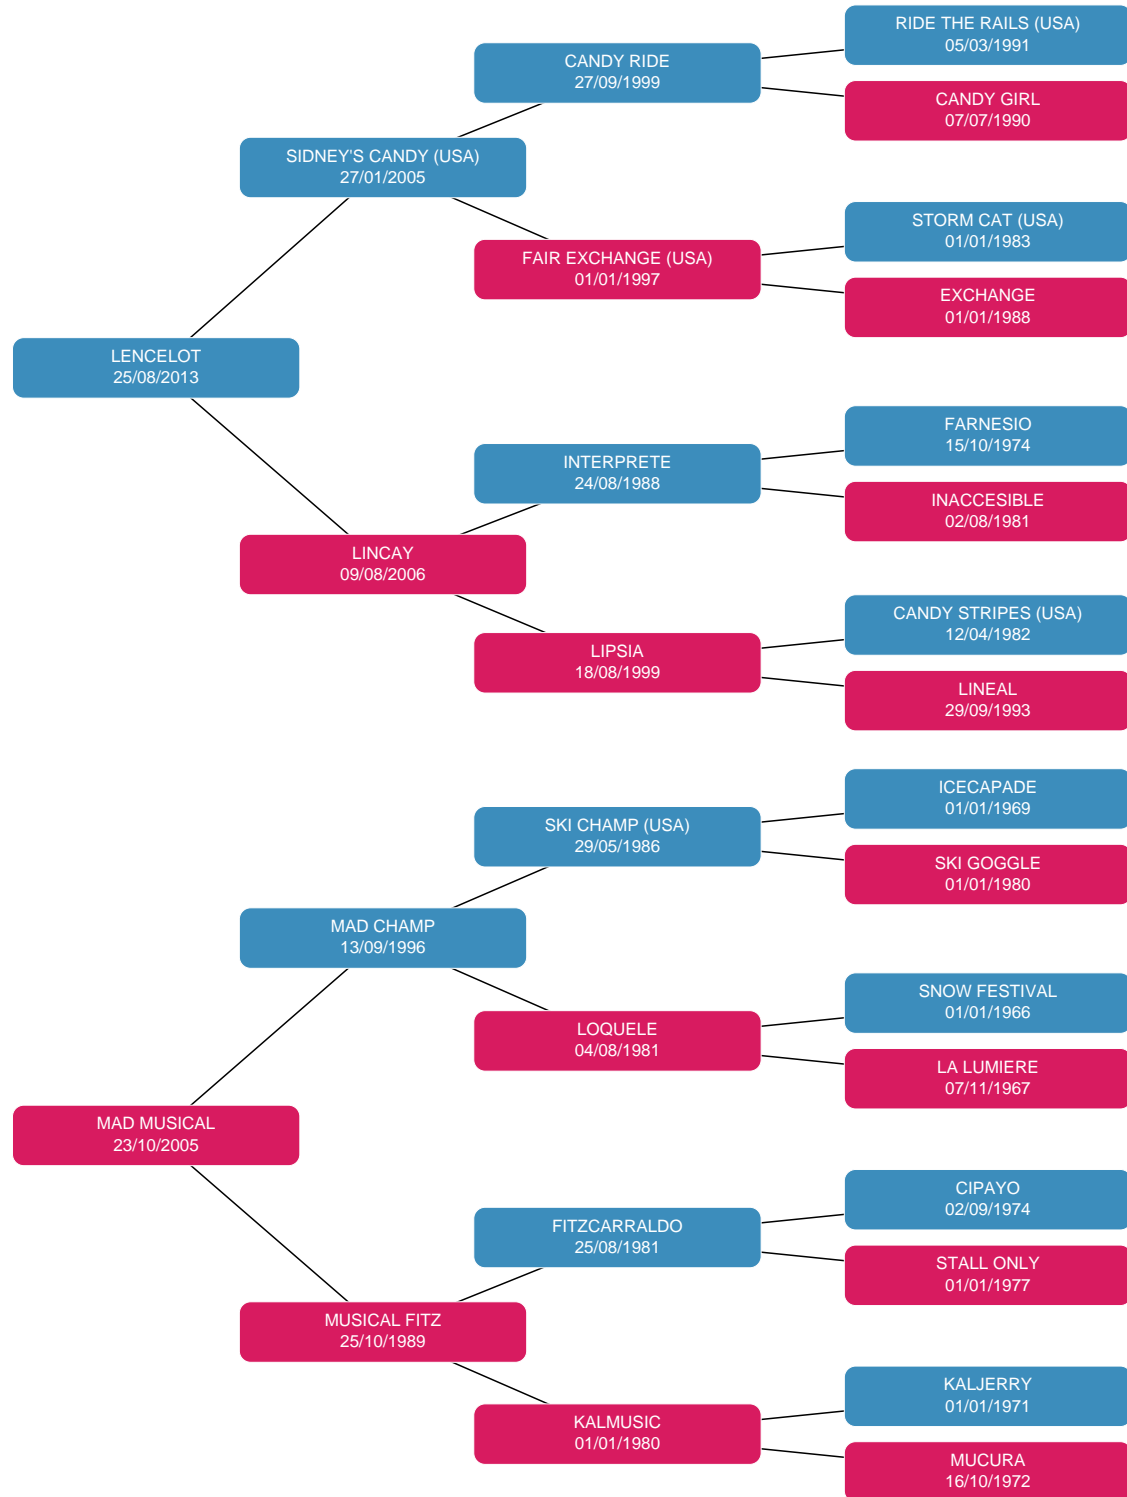 RIDE THE RAILS (USA)
05/03/1991
CANDY RIDE
27/09/1999
CANDY GIRL
07/07/1990
SIDNEY'S CANDY (USA)
27/01/2005
STORM CAT (USA)
01/01/1983
FAIR EXCHANGE (USA)
01/01/1997
EXCHANGE
01/01/1988
LENCELOT
25/08/2013
FARNESIO
15/10/1974
INTERPRETE
24/08/1988
INACCESIBLE
02/08/1981
LINCAY
09/08/2006
CANDY STRIPES (USA)
12/04/1982
LIPSIA
18/08/1999
LINEAL
29/09/1993
ICECAPADE
01/01/1969
SKI CHAMP (USA)
29/05/1986
SKI GOGGLE
01/01/1980
MAD CHAMP
13/09/1996
SNOW FESTIVAL
01/01/1966
LOQUELE
04/08/1981
LA LUMIERE
07/11/1967
MAD MUSICAL
23/10/2005
CIPAYO
02/09/1974
FITZCARRALDO
25/08/1981
STALL ONLY
01/01/1977
MUSICAL FITZ
25/10/1989
KALJERRY
01/01/1971
KALMUSIC
01/01/1980
MUCURA
16/10/1972